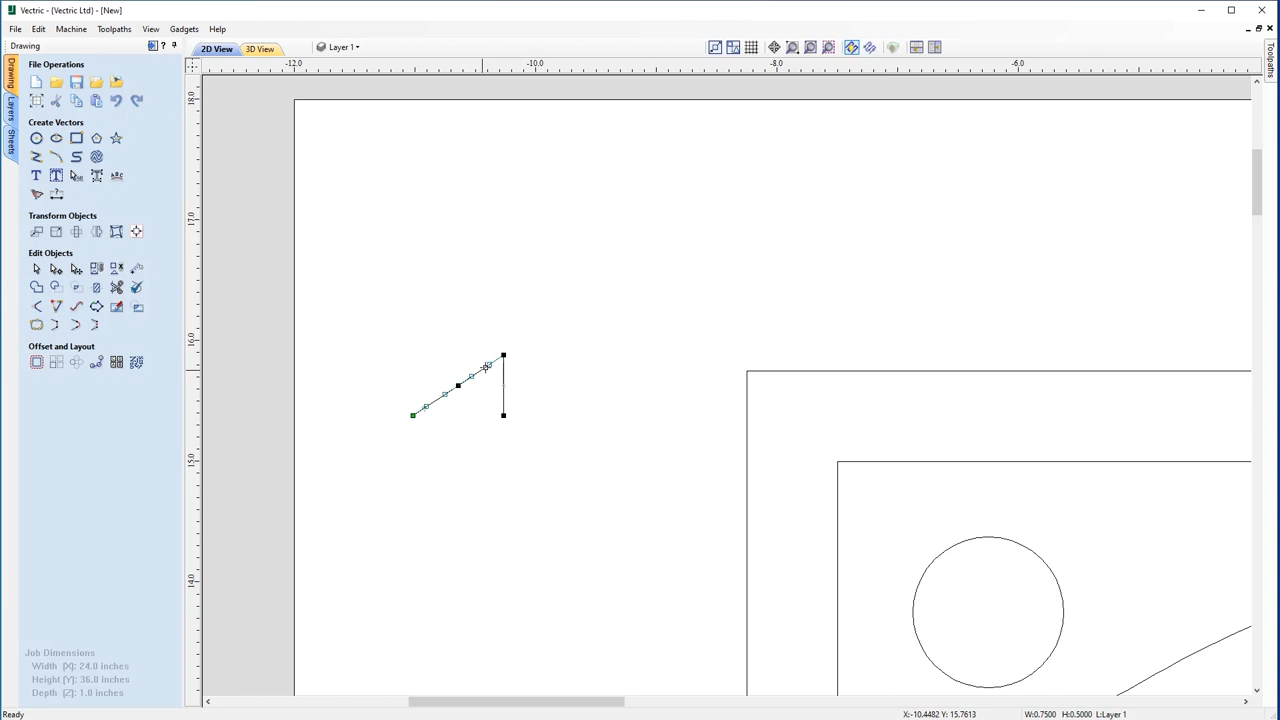 Vectric - {Vectric Ltd} - [New]
File Edit Machine Toolpaths View Gadgets Help
Drawing
2D View 3D View Layer 1
Toolpaths
Drawing
Layers
Sheets
File Operations
Create Vectors
Transform Objects
Edit Objects
Offset and Layout
-12.0 -10.0 -8.0 -6.0
18.0
17.0
16.0
15.0
14.0
Job Dimensions
Width [X]: 24.0 inches
Height [Y]: 36.0 inches
Depth [Z]: 1.0 inches
Ready X:-10.4482 Y: 15.7613 W:0.7500 H:0.5000 L:Layer 1